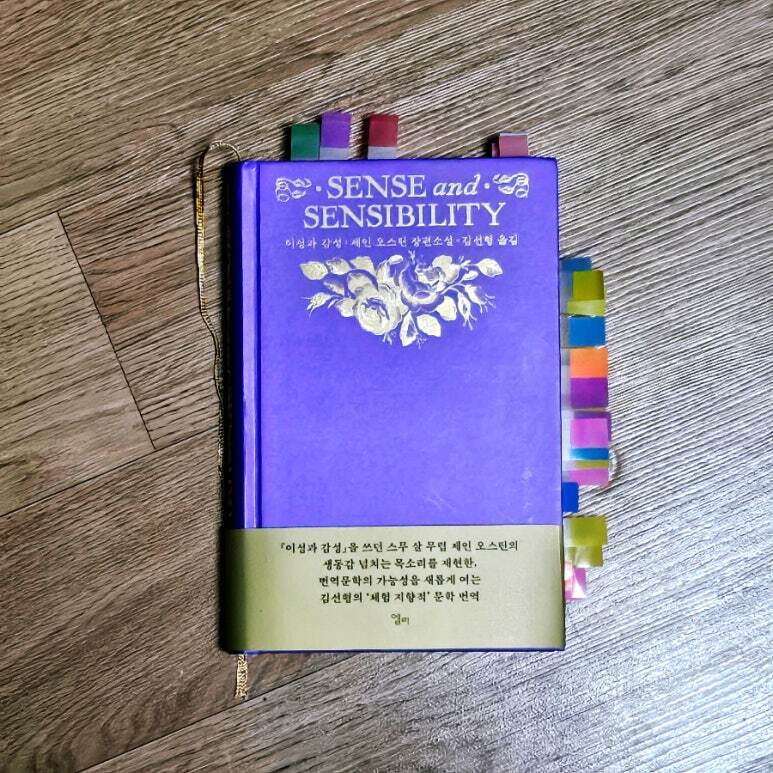 SENSE and
SENSIBILITY
이성과 감성 · 제인 오스틴 장편소설 · 김선형 옮김
『이성과 감성』을 쓰던 스무 살 무렵 제인 오스틴의
생동감 넘치는 목소리를 재현한,
번역문학의 가능성을 새롭게 여는
김선형의 '체험 지향적' 문학 번역
엘리